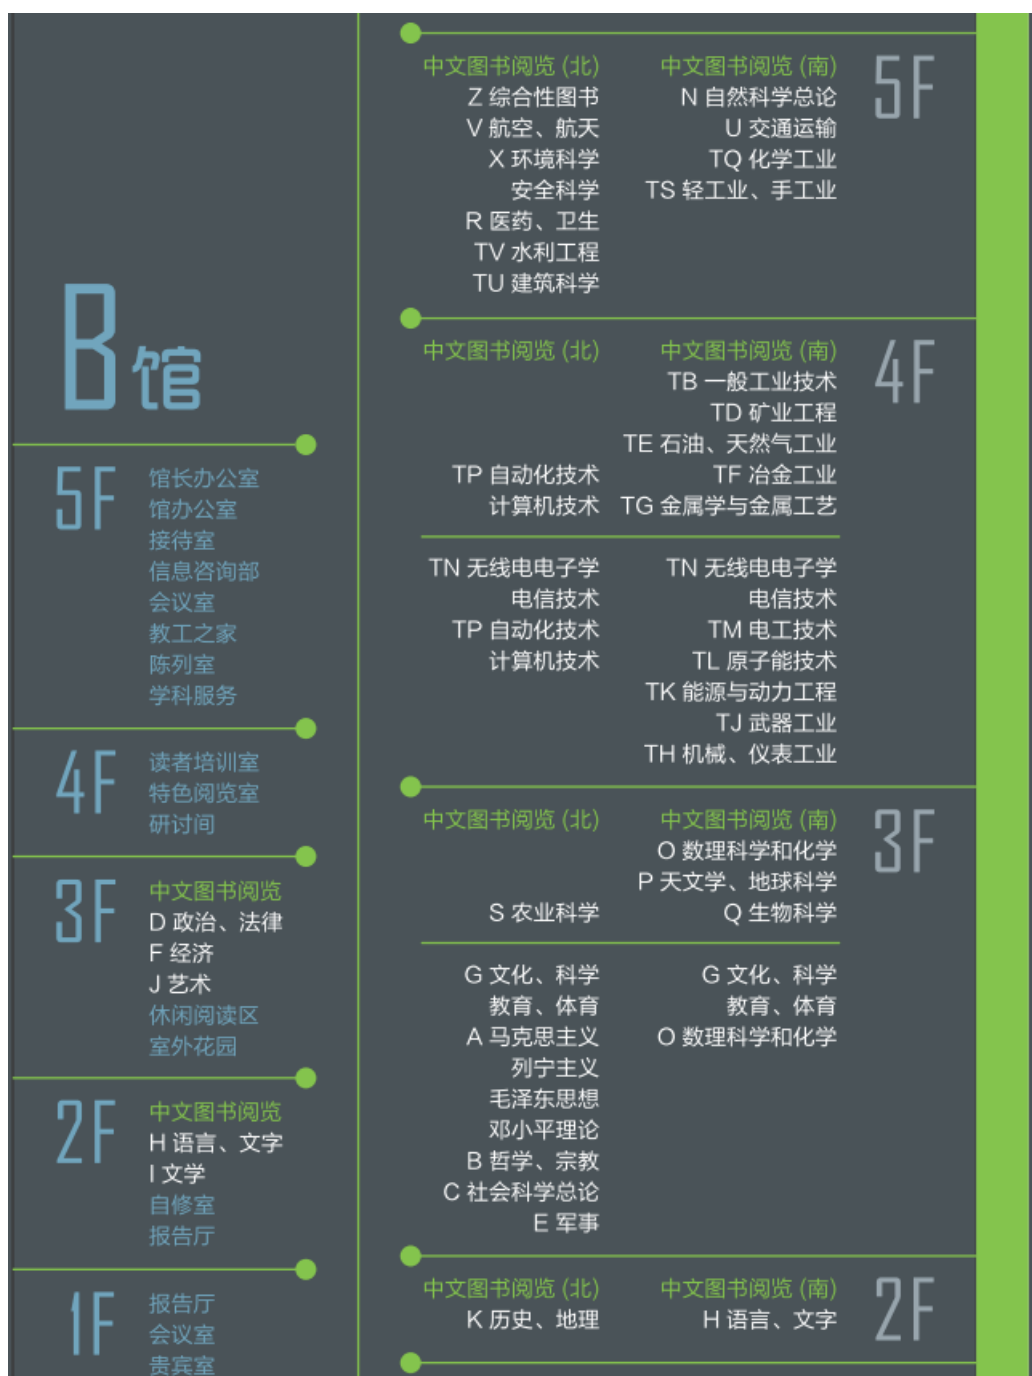 B馆
5F
馆长办公室
馆办公室
接待室
信息咨询部
会议室
教工之家
陈列室
学科服务
4F
读者培训室
特色阅览室
研讨间
3F
中文图书阅览
D 政治、法律
F 经济
J 艺术
休闲阅读区
室外花园
2F
中文图书阅览
H 语言、文字
I 文学
自修室
报告厅
1F
报告厅
会议室
贵宾室
5F
中文图书阅览 (北)
Z 综合性图书
V 航空、航天
X 环境科学
安全科学
R 医药、卫生
TV 水利工程
TU 建筑科学
中文图书阅览 (南)
N 自然科学总论
U 交通运输
TQ 化学工业
TS 轻工业、手工业
4F
中文图书阅览 (北)
TP 自动化技术
计算机技术
TN 无线电电子学
电信技术
TP 自动化技术
计算机技术
中文图书阅览 (南)
TB 一般工业技术
TD 矿业工程
TE 石油、天然气工业
TF 冶金工业
TG 金属学与金属工艺
TN 无线电电子学
电信技术
TM 电工技术
TL 原子能技术
TK 能源与动力工程
TJ 武器工业
TH 机械、仪表工业
3F
中文图书阅览 (北)
S 农业科学
G 文化、科学
教育、体育
A 马克思主义
列宁主义
毛泽东思想
邓小平理论
B 哲学、宗教
C 社会科学总论
E 军事
中文图书阅览 (南)
O 数理科学和化学
P 天文学、地球科学
Q 生物科学
G 文化、科学
教育、体育
O 数理科学和化学
2F
中文图书阅览 (北)
K 历史、地理
中文图书阅览 (南)
H 语言、文字